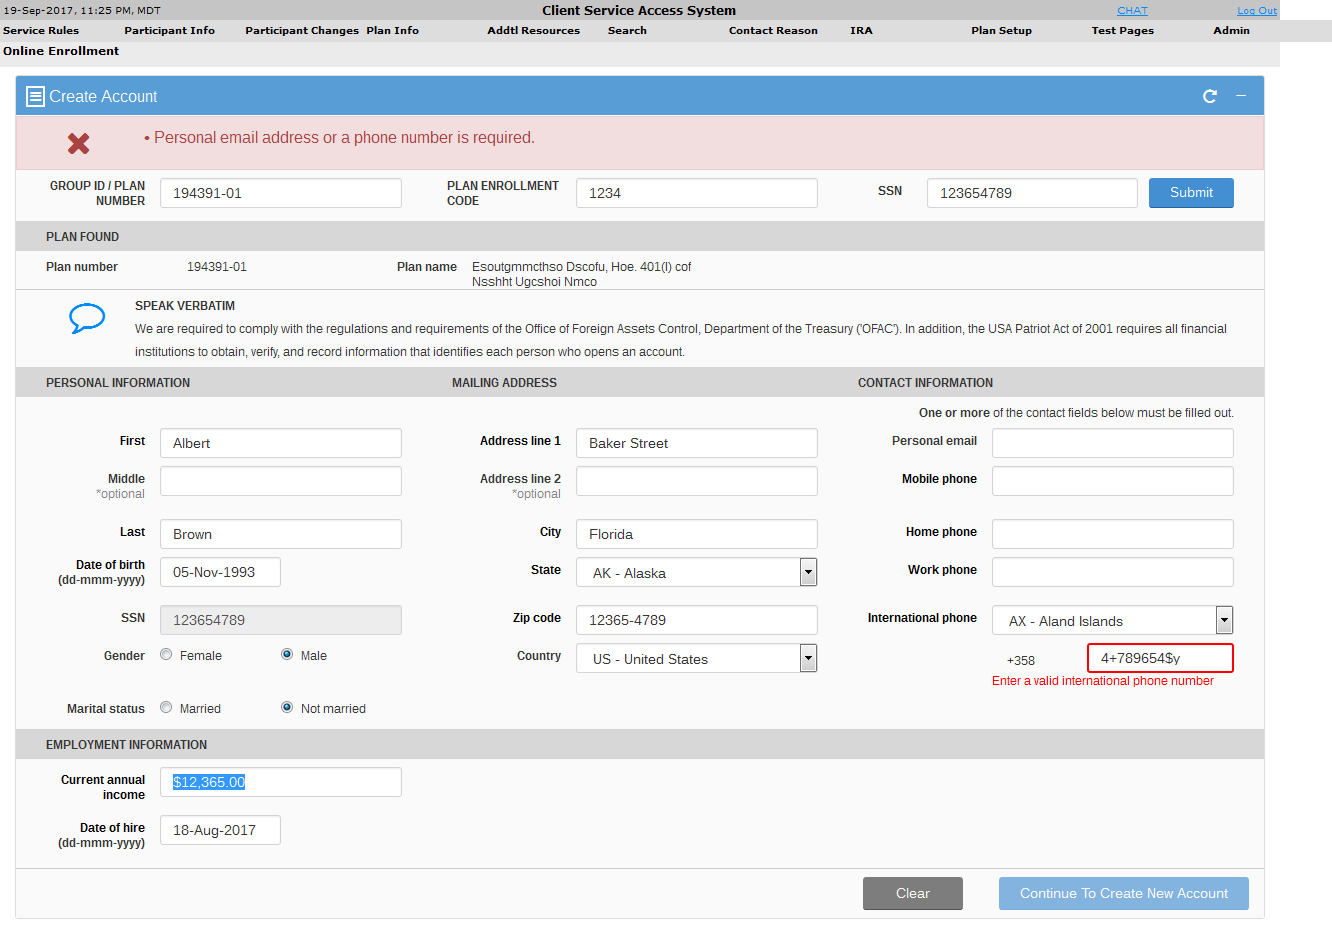 19-Sep-2017, 11:25 PM, MDT Client Service Access System CHAT Log Out
Service Rules Participant Info Participant Changes Plan Info Addtl Resources Search Contact Reason IRA Plan Setup Test Pages Admin
Online Enrollment
Create Account
• Personal email address or a phone number is required.
GROUP ID / PLAN NUMBER 194391-01 PLAN ENROLLMENT CODE 1234 SSN 123654789 Submit
PLAN FOUND
Plan number 194391-01 Plan name Esoutgmmcthso Dscofu, Hoe. 401(l) cof
Nsshht Ugcshoi Nmco
SPEAK VERBATIM
We are required to comply with the regulations and requirements of the Office of Foreign Assets Control, Department of the Treasury ('OFAC'). In addition, the USA Patriot Act of 2001 requires all financial
institutions to obtain, verify, and record information that identifies each person who opens an account.
PERSONAL INFORMATION MAILING ADDRESS CONTACT INFORMATION
One or more of the contact fields below must be filled out.
First Albert Address line 1 Baker Street Personal email
Middle Address line 2 Mobile phone
*optional *optional
Last Brown City Florida Home phone
Date of birth 05-Nov-1993 State AK - Alaska Work phone
(dd-mmm-yyyy)
SSN 123654789 Zip code 12365-4789 International phone AX - Aland Islands
Gender Female Male Country US - United States +358 4+789654$y
Enter a valid international phone number
Marital status Married Not married
EMPLOYMENT INFORMATION
Current annual $12,365.00
income
Date of hire 18-Aug-2017
(dd-mmm-yyyy)
Clear Continue To Create New Account